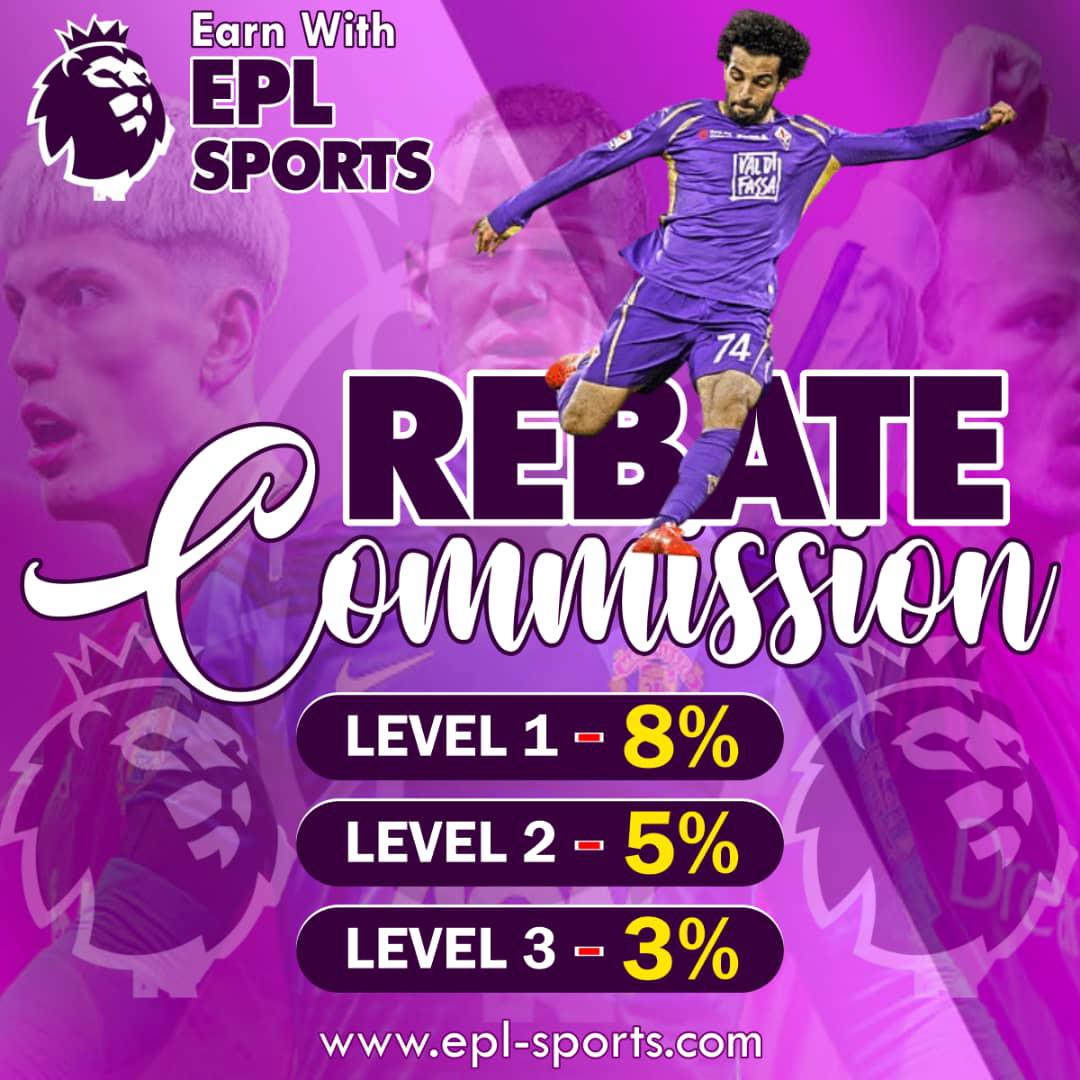 Earn With
EPL
SPORTS
VAL DI
FASSA
74
REBATE
Commission
LEVEL 1 - 8%
LEVEL 2 - 5%
LEVEL 3 - 3%
www.epl-sports.com